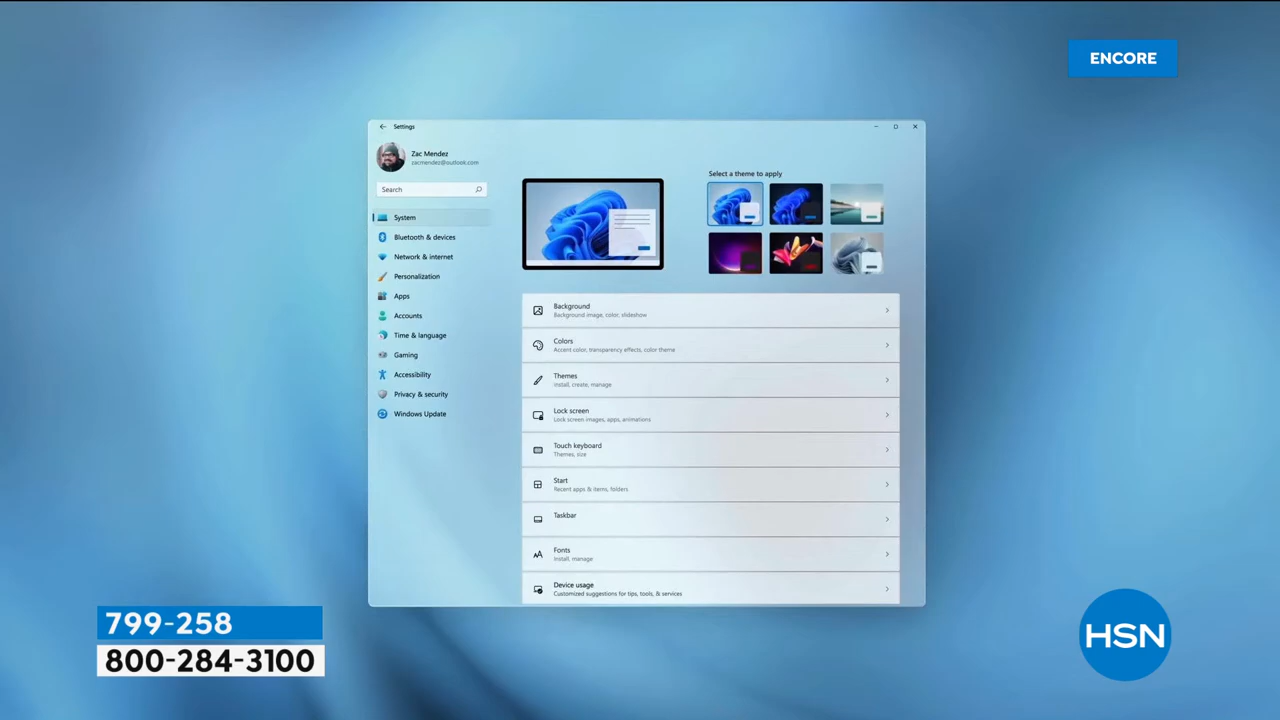 ENCORE
Settings
Zac Mendez
zacmendez@outlook.com
Search
System
Bluetooth & devices
Network & internet
Personalization
Apps
Accounts
Time & language
Gaming
Accessibility
Privacy & security
Windows Update
Select a theme to apply
Background
Background image, color, slideshow
Colors
Accent color, transparency effects, color theme
Themes
Install, create, manage
Lock screen
Lock screen images, apps, animations
Touch keyboard
Themes, size
Start
Recent apps & items, folders
Taskbar
Fonts
Install, manage
Device usage
Customized suggestions for tips, tools, & services
799-258
800-284-3100
HSN